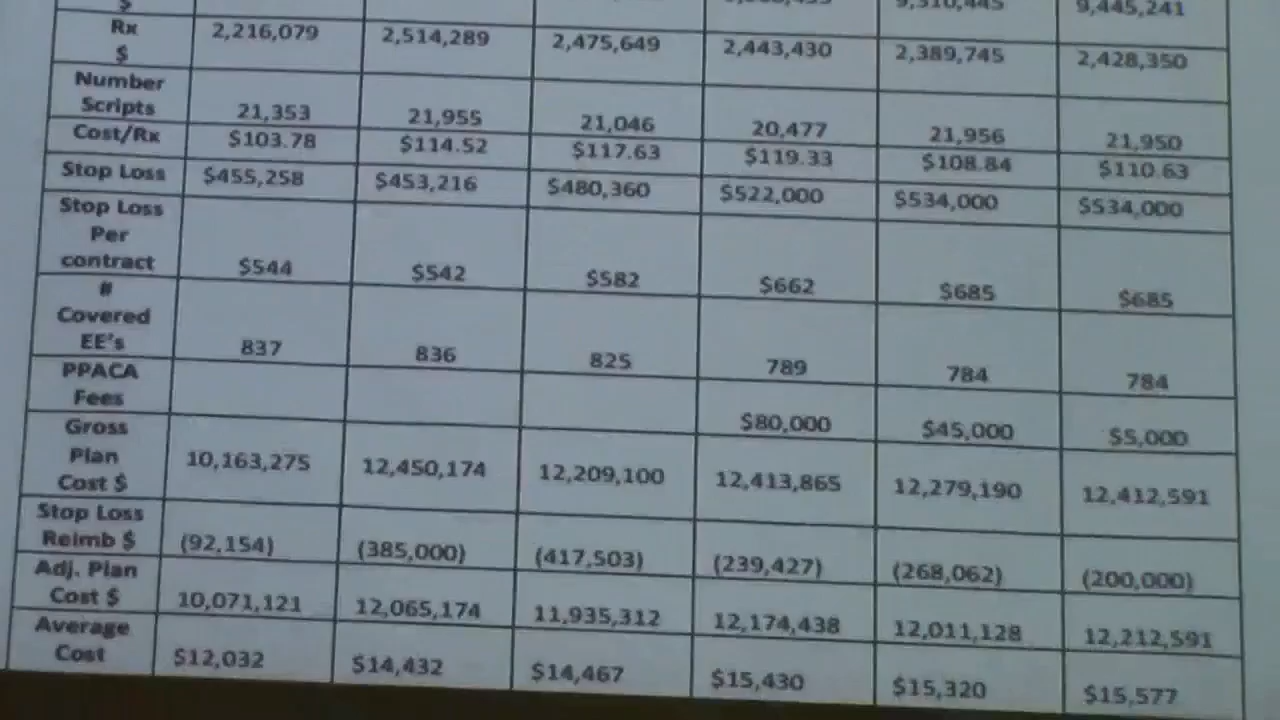 $ 9,310,445 9,445,241
Rx
$ 2,216,079 2,514,289 2,475,649 2,443,430 2,389,745 2,428,350
Number
Scripts 21,353 21,955 21,046 20,477 21,956 21,950
Cost/Rx $103.78 $114.52 $117.63 $119.33 $108.84 $110.63
Stop Loss $455,258 $453,216 $480,360 $522,000 $534,000 $534,000
Stop Loss
Per
contract $544 $542 $582 $662 $685 $685
#
Covered
EE's 837 836 825 789 784 784
PPACA
Fees $80,000 $45,000 $5,000
Gross
Plan
Cost $ 10,163,275 12,450,174 12,209,100 12,413,865 12,279,190 12,412,591
Stop Loss
Reimb $ (92,154) (385,000) (417,503) (239,427) (268,062) (200,000)
Adj. Plan
Cost $ 10,071,121 12,065,174 11,935,312 12,174,438 12,011,128 12,212,591
Average
Cost $12,032 $14,432 $14,467 $15,430 $15,320 $15,577